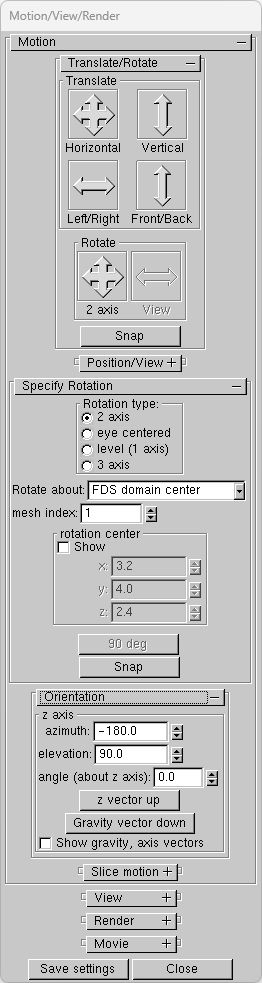 Motion/View/Render
Motion −
Translate/Rotate −
Translate
Horizontal Vertical
Left/Right Front/Back
Rotate
2 axis View
Snap
Position/View +
Specify Rotation −
Rotation type:
2 axis
eye centered
level (1 axis)
3 axis
Rotate about: FDS domain center
mesh index: 1
rotation center
Show
x: 3.2
y: 4.0
z: 2.4
90 deg
Snap
Orientation −
z axis
azimuth: -180.0
elevation: 90.0
angle (about z axis): 0.0
z vector up
Gravity vector down
Show gravity, axis vectors
Slice motion +
View +
Render +
Movie +
Save settings Close